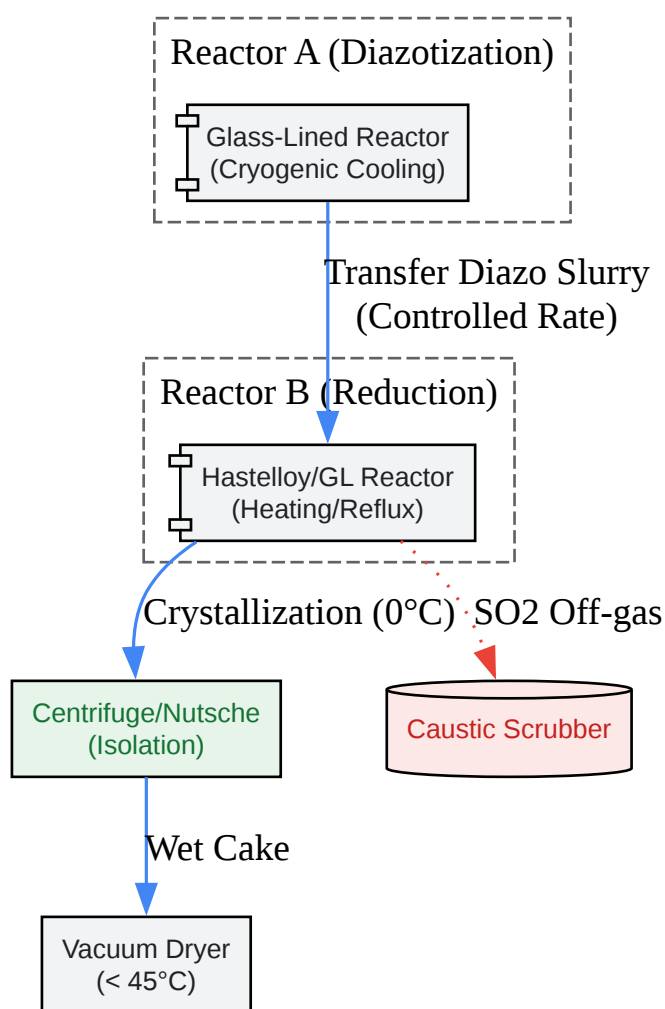 Reactor A (Diazotization)
Glass-Lined Reactor
(Cryogenic Cooling)
Transfer Diazo Slurry
(Controlled Rate)
Reactor B (Reduction)
Hastelloy/GL Reactor
(Heating/Reflux)
Crystallization (0°C)
SO2 Off-gas
Centrifuge/Nutsche
(Isolation)
Caustic Scrubber
Wet Cake
Vacuum Dryer
(< 45°C)